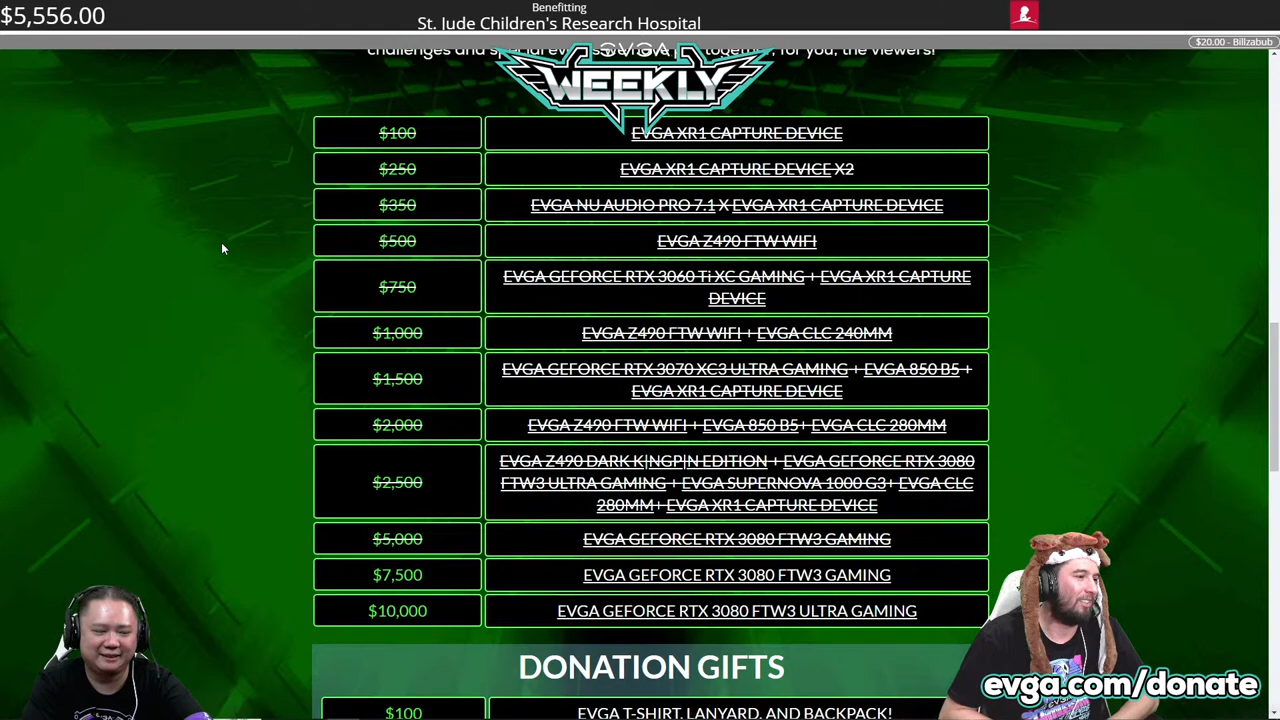 $5,556.00
Benefitting
St. Jude Children's Research Hospital
$20.00 - Billzabub
EVGA
WEEKLY
$100 EVGA XR1 CAPTURE DEVICE
$250 EVGA XR1 CAPTURE DEVICE X2
$350 EVGA NU AUDIO PRO 7.1 X EVGA XR1 CAPTURE DEVICE
$500 EVGA Z490 FTW WIFI
$750 EVGA GEFORCE RTX 3060 Ti XC GAMING + EVGA XR1 CAPTURE
DEVICE
$1,000 EVGA Z490 FTW WIFI + EVGA CLC 240MM
$1,500 EVGA GEFORCE RTX 3070 XC3 ULTRA GAMING + EVGA 850 B5 +
EVGA XR1 CAPTURE DEVICE
$2,000 EVGA Z490 FTW WIFI + EVGA 850 B5+ EVGA CLC 280MM
$2,500 EVGA Z490 DARK K|NGP|N EDITION + EVGA GEFORCE RTX 3080
FTW3 ULTRA GAMING + EVGA SUPERNOVA 1000 G3+ EVGA CLC
280MM+ EVGA XR1 CAPTURE DEVICE
$5,000 EVGA GEFORCE RTX 3080 FTW3 GAMING
$7,500 EVGA GEFORCE RTX 3080 FTW3 GAMING
$10,000 EVGA GEFORCE RTX 3080 FTW3 ULTRA GAMING
DONATION GIFTS
$100 EVGA T-SHIRT, LANYARD, AND BACKPACK!
evga.com/donate